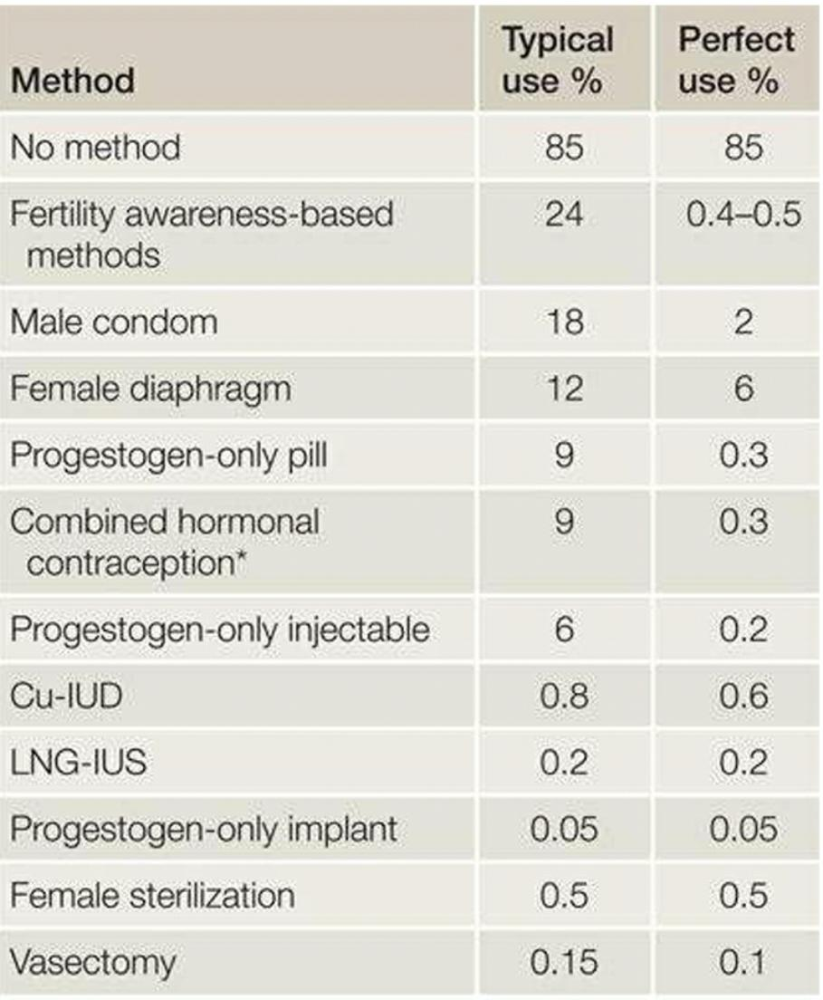 Method Typical use % Perfect use %
No method 85 85
Fertility awareness-based 24 0.4–0.5
methods
Male condom 18 2
Female diaphragm 12 6
Progestogen-only pill 9 0.3
Combined hormonal 9 0.3
contraception*
Progestogen-only injectable 6 0.2
Cu-IUD 0.8 0.6
LNG-IUS 0.2 0.2
Progestogen-only implant 0.05 0.05
Female sterilization 0.5 0.5
Vasectomy 0.15 0.1